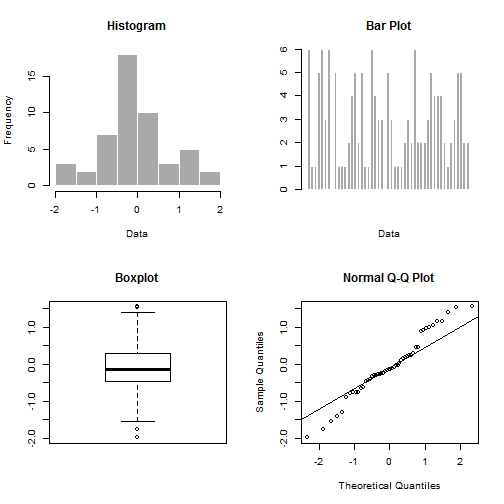 Histogram
Frequency
0 5 10 15
-2 -1 0 1 2
Data
Bar Plot
0 1 2 3 4 5 6
Data
Boxplot
-2.0 -1.0 0.0 1.0
Normal Q-Q Plot
Sample Quantiles
-2.0 -1.0 0.0 1.0
-2 -1 0 1 2
Theoretical Quantiles